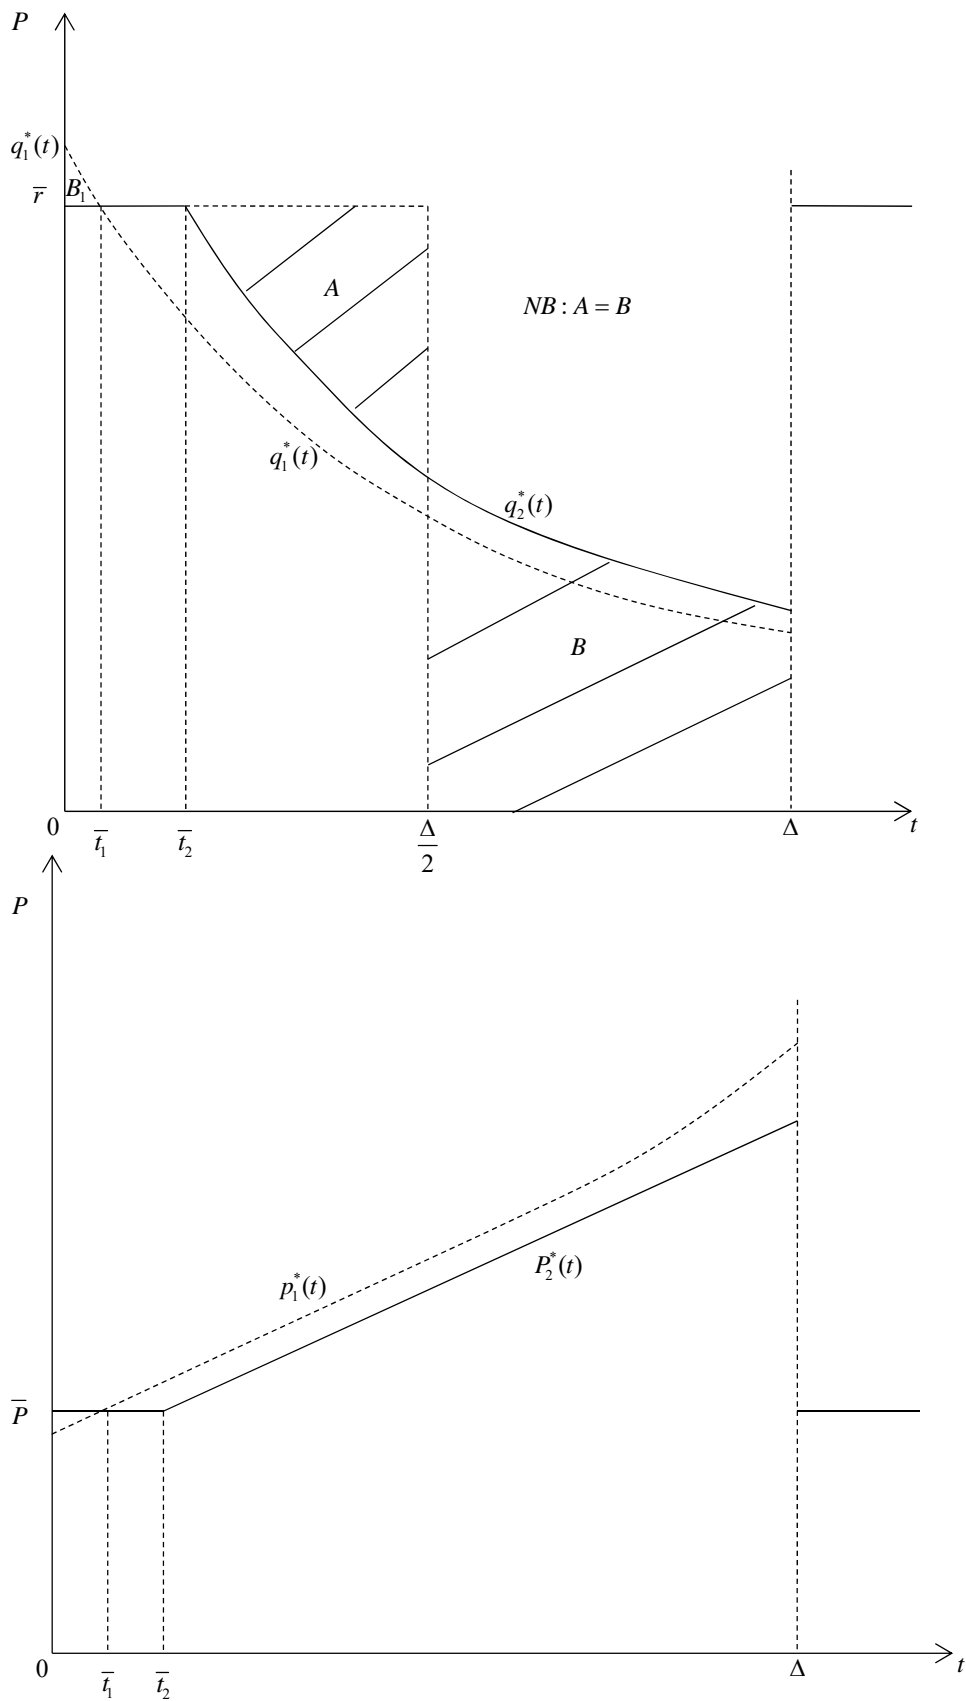 P
q₁*(t)
r̄ B₁
A
NB : A = B
q₁*(t)
q₂*(t)
B
0 t̄₁ t̄₂ Δ/2 Δ t
P
p₁*(t)
P₂*(t)
P̄
0 t̄₁ t̄₂ Δ t